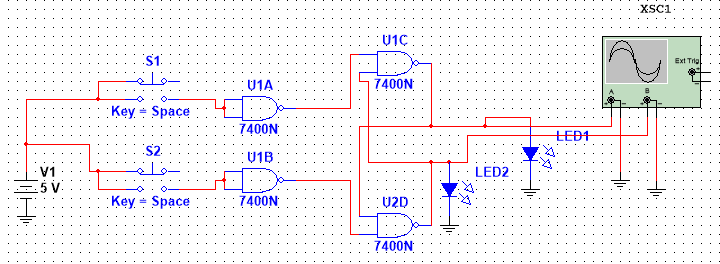 XSC1
Ext Trig
+
-
A
B
+
-
+
-
S1
Key = Space
U1A
7400N
U1C
7400N
S2
Key = Space
U1B
7400N
U2D
7400N
LED1
LED2
V1
5 V